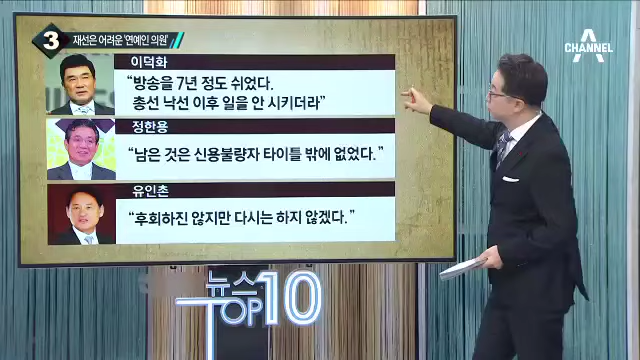 3 재선은 어려운 '연예인 의원'
CHANNEL A
이덕화
“방송을 7년 정도 쉬었다.
총선 낙선 이후 일을 안 시키더라”
정한용
“남은 것은 신용불량자 타이틀 밖에 없었다.”
유인촌
“후회하진 않지만 다시는 하지 않겠다.”
뉴스
TOP10